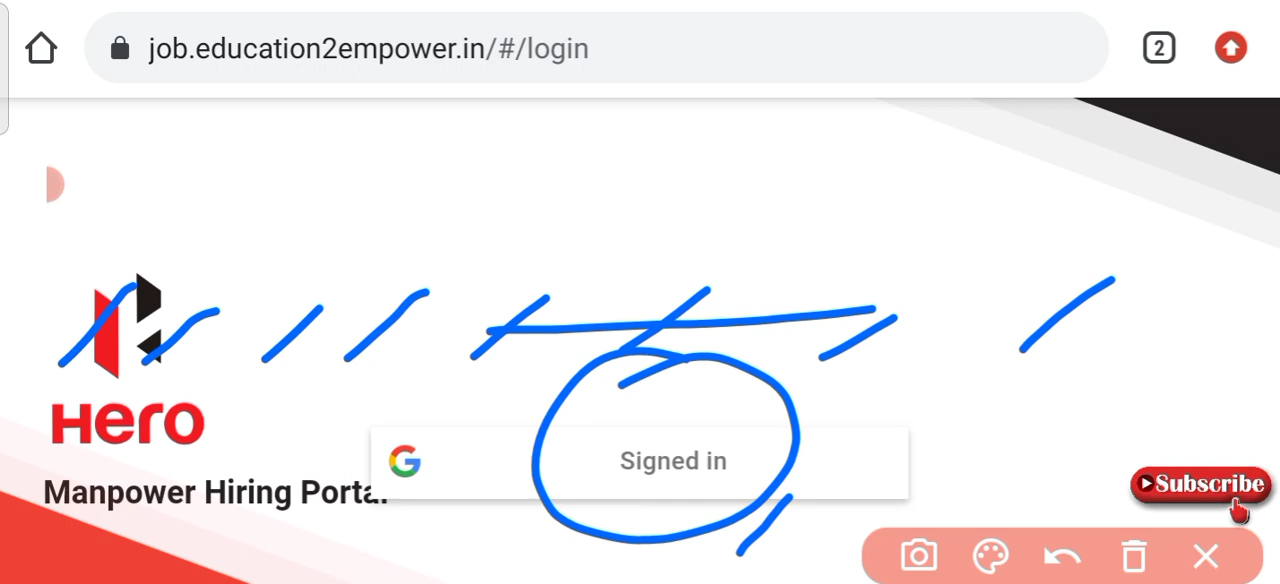 job.education2empower.in/#/login
2
Hero
Manpower Hiring Portal
Signed in
Subscribe